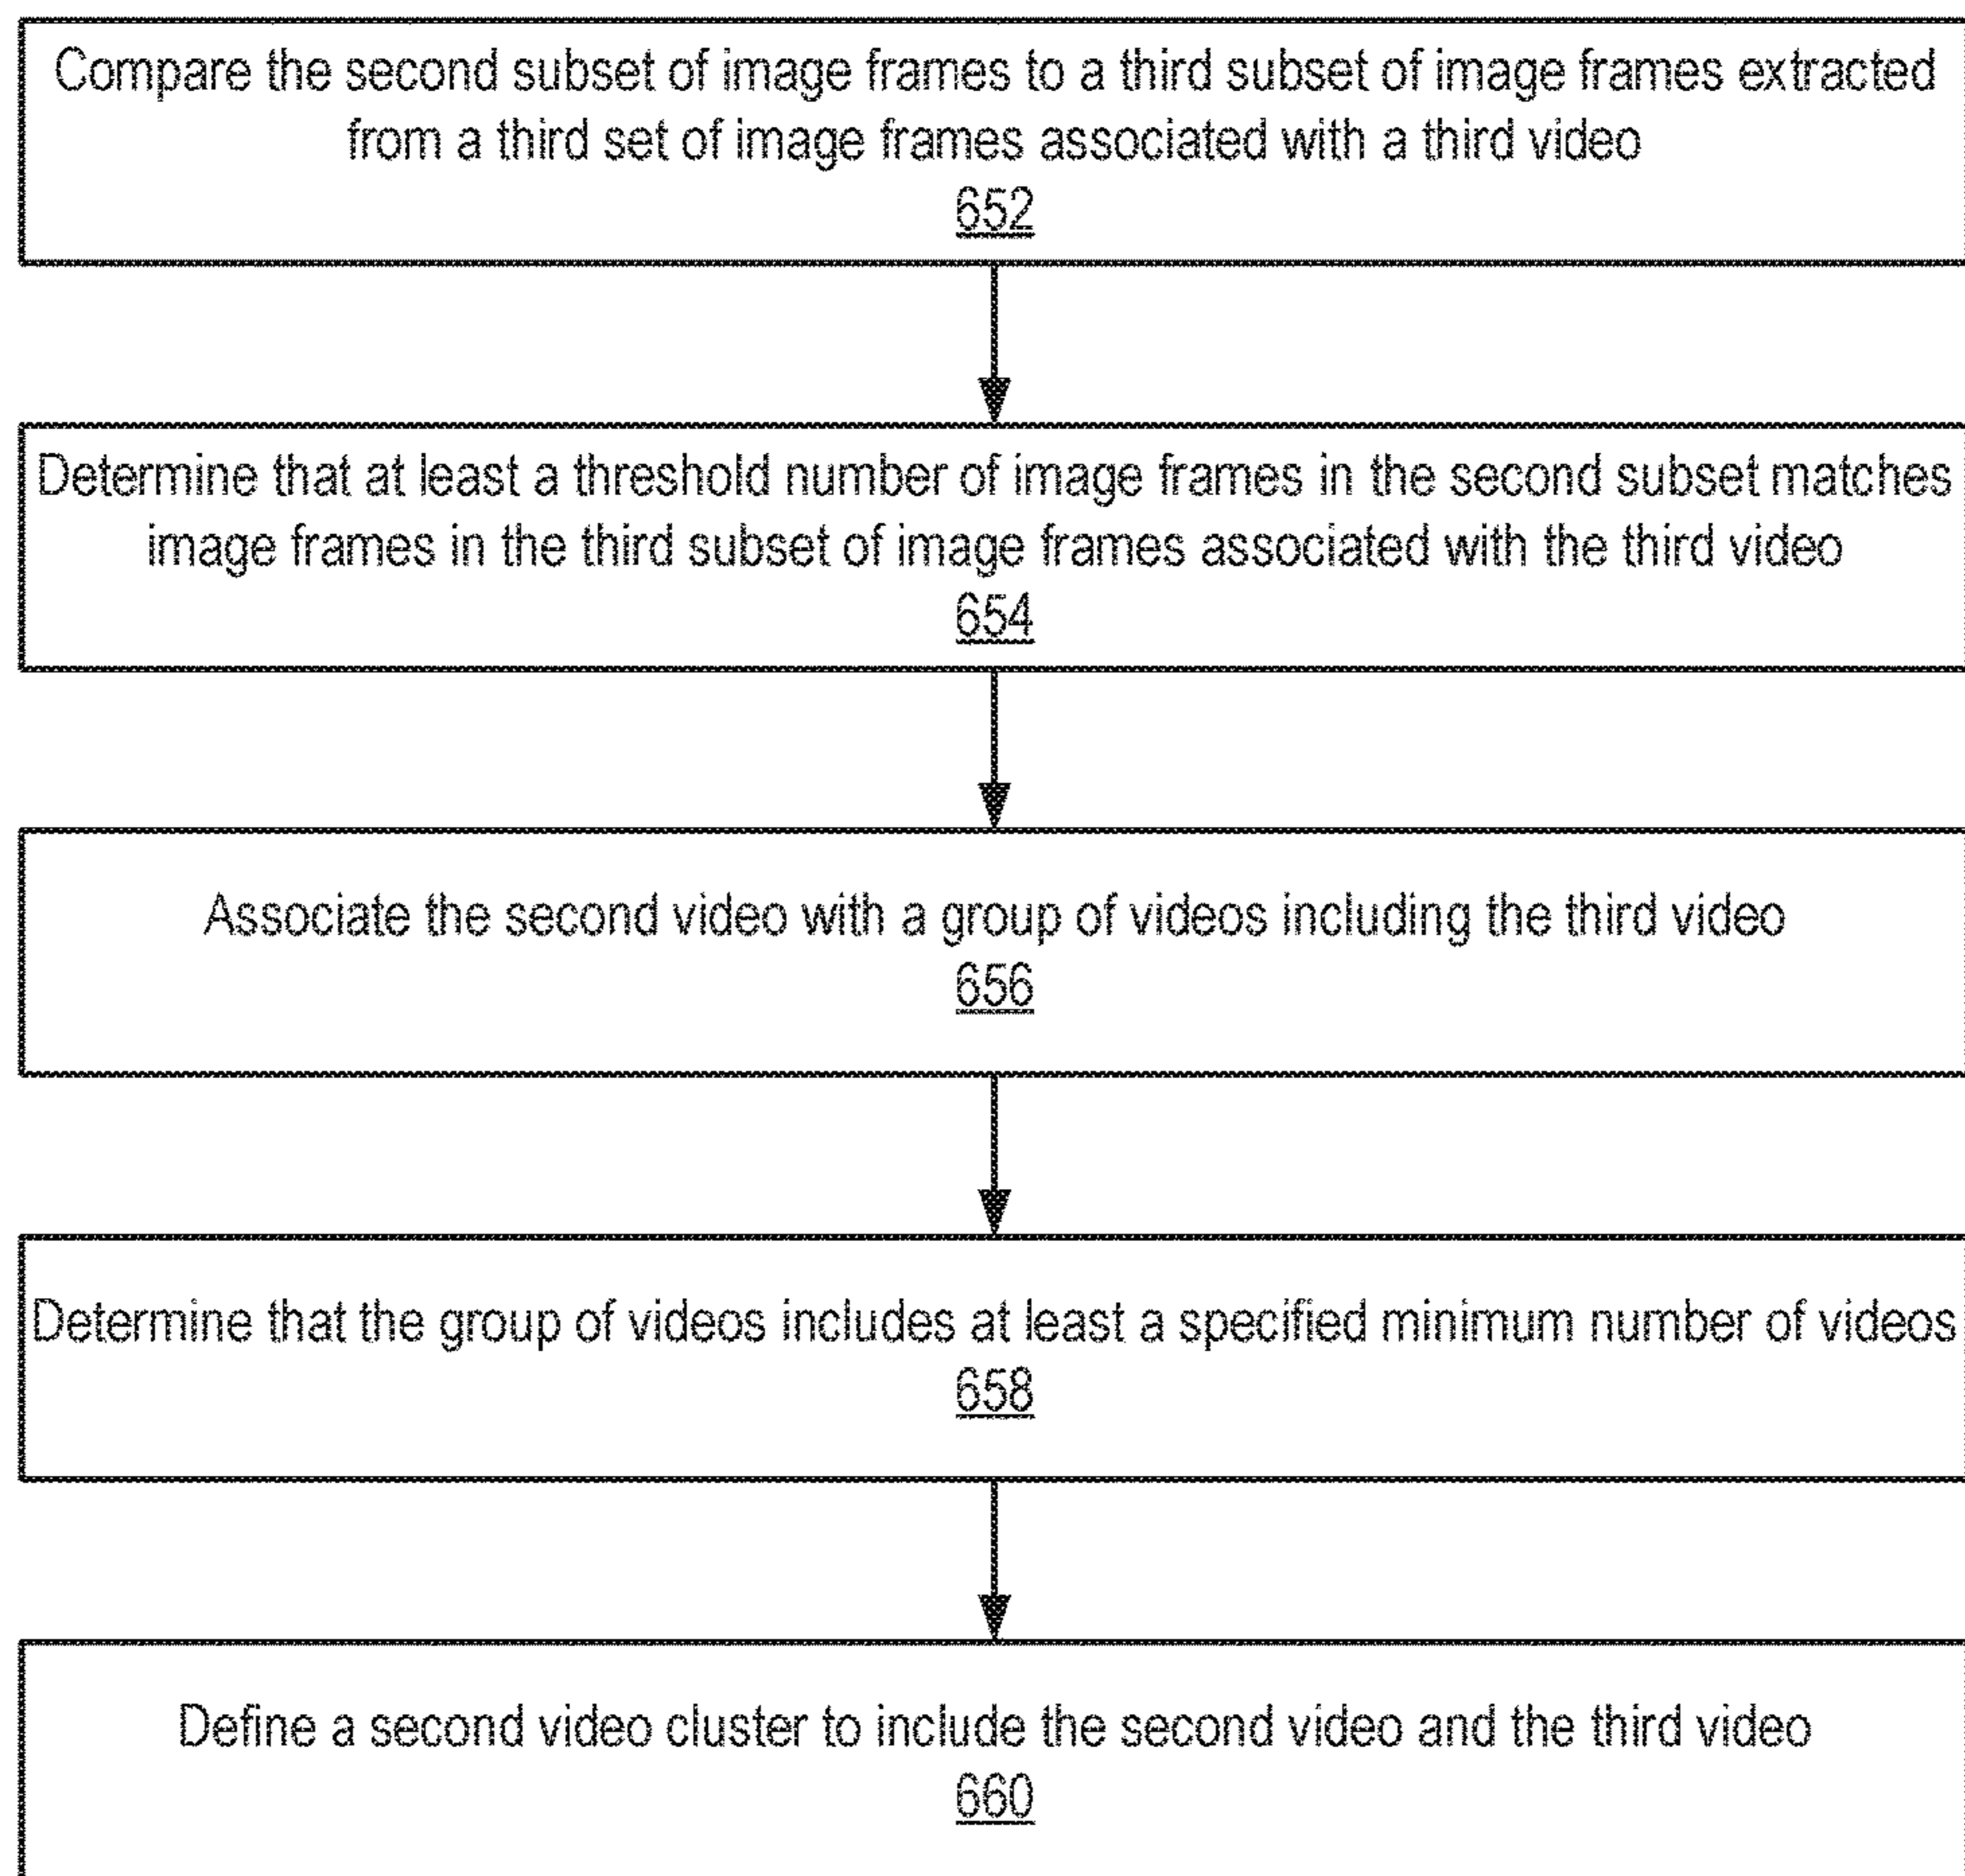 Compare the second subset of image frames to a third subset of image frames extracted
from a third set of image frames associated with a third video
652
Determine that at least a threshold number of image frames in the second subset matches
image frames in the third subset of image frames associated with the third video
654
Associate the second video with a group of videos including the third video
656
Determine that the group of videos includes at least a specified minimum number of videos
658
Define a second video cluster to include the second video and the third video
660